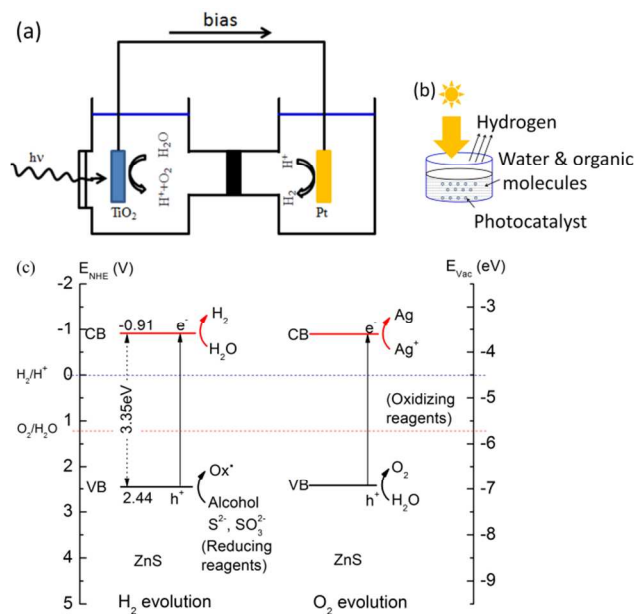 (a)
bias
hν
TiO₂
H₂O
H⁺+O₂
H⁺
H₂
Pt
(b)
Hydrogen
Water & organic
molecules
Photocatalyst
(c)
E_NHE (V)
E_Vac (eV)
-2
-1
0
1
2
3
4
5
H₂/H⁺
O₂/H₂O
CB
-0.91
e⁻
H₂
H₂O
3.35eV
VB
2.44
h⁺
Ox•
Alcohol
S²⁻, SO₃²⁻
(Reducing
reagents)
ZnS
H₂ evolution
CB
e⁻
Ag
Ag⁺
(Oxidizing
reagents)
VB
h⁺
O₂
H₂O
ZnS
O₂ evolution
-3
-4
-5
-6
-7
-8
-9